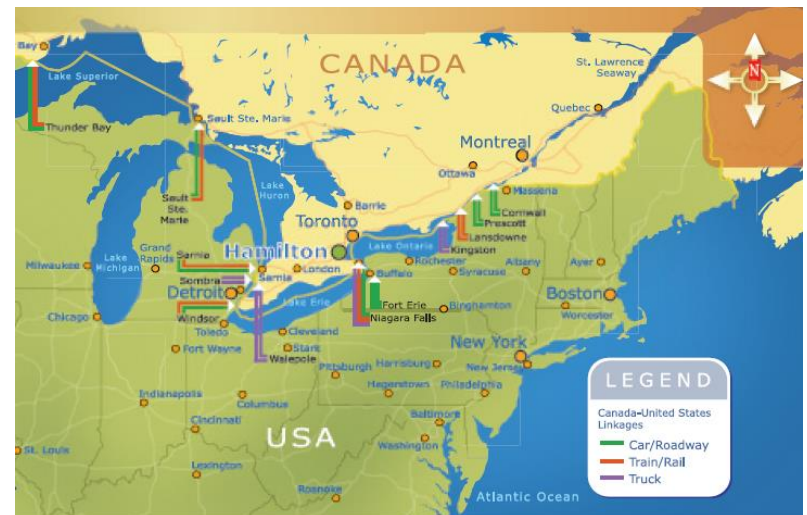 CANADA
St. Lawrence
Seaway
N
Bay
Lake Superior
Thunder Bay
Sault Ste. Marie
Quebec
Montreal
Ottawa
Massena
Cornwall
Prescott
Lansdowne
Kingston
Sault
Ste.
Marie
Lake
Huron
Barrie
Toronto
Hamilton
Lake Ontario
Grand
Rapids
Sarnia
Lake
Michigan
Milwaukee
Sombra
Sarnia
London
Rochester
Syracuse
Albany
Ayer
Buffalo
Detroit
Lake Erie
Fort Erie
Niagara Falls
Binghamton
Boston
Worcester
Chicago
Windsor
Toledo
Cleveland
Stark
Fort Wayne
Walepole
New York
New Jersey
Pittsburgh
Harrisburg
Hagerstown
Philadelphia
Indianapolis
Columbus
Cincinnati
Baltimore
Washington
USA
St. Louis
Lexington
Roanoke
Atlantic Ocean
LEGEND
Canada-United States
Linkages
Car/Roadway
Train/Rail
Truck